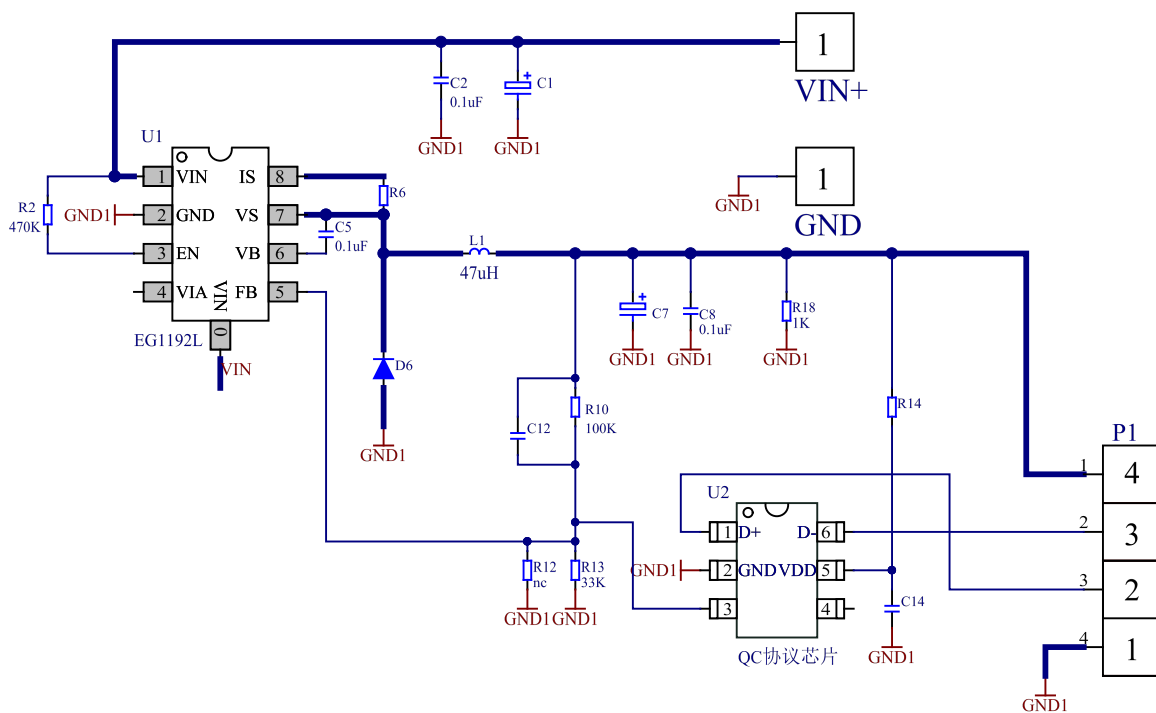 1
VIN+
C2
0.1uF
+
C1
GND1
GND1
U1
1
VIN
IS
8
R2
470K
GND1
2
GND
VS
7
R6
3
EN
VB
6
C5
0.1uF
4
VIA
FB
5
VIN
0
EG1192L
VIN
1
GND
GND1
L1
47uH
+
C7
C8
0.1uF
R18
1K
GND1
GND1
GND1
D6
GND1
R10
100K
C12
R14
P1
1
4
2
3
3
2
4
1
GND1
U2
1
D+
D-
6
GND1
2
GND
VDD
5
3
4
QC协议芯片
R12
nc
R13
33K
GND1
GND1
C14
GND1